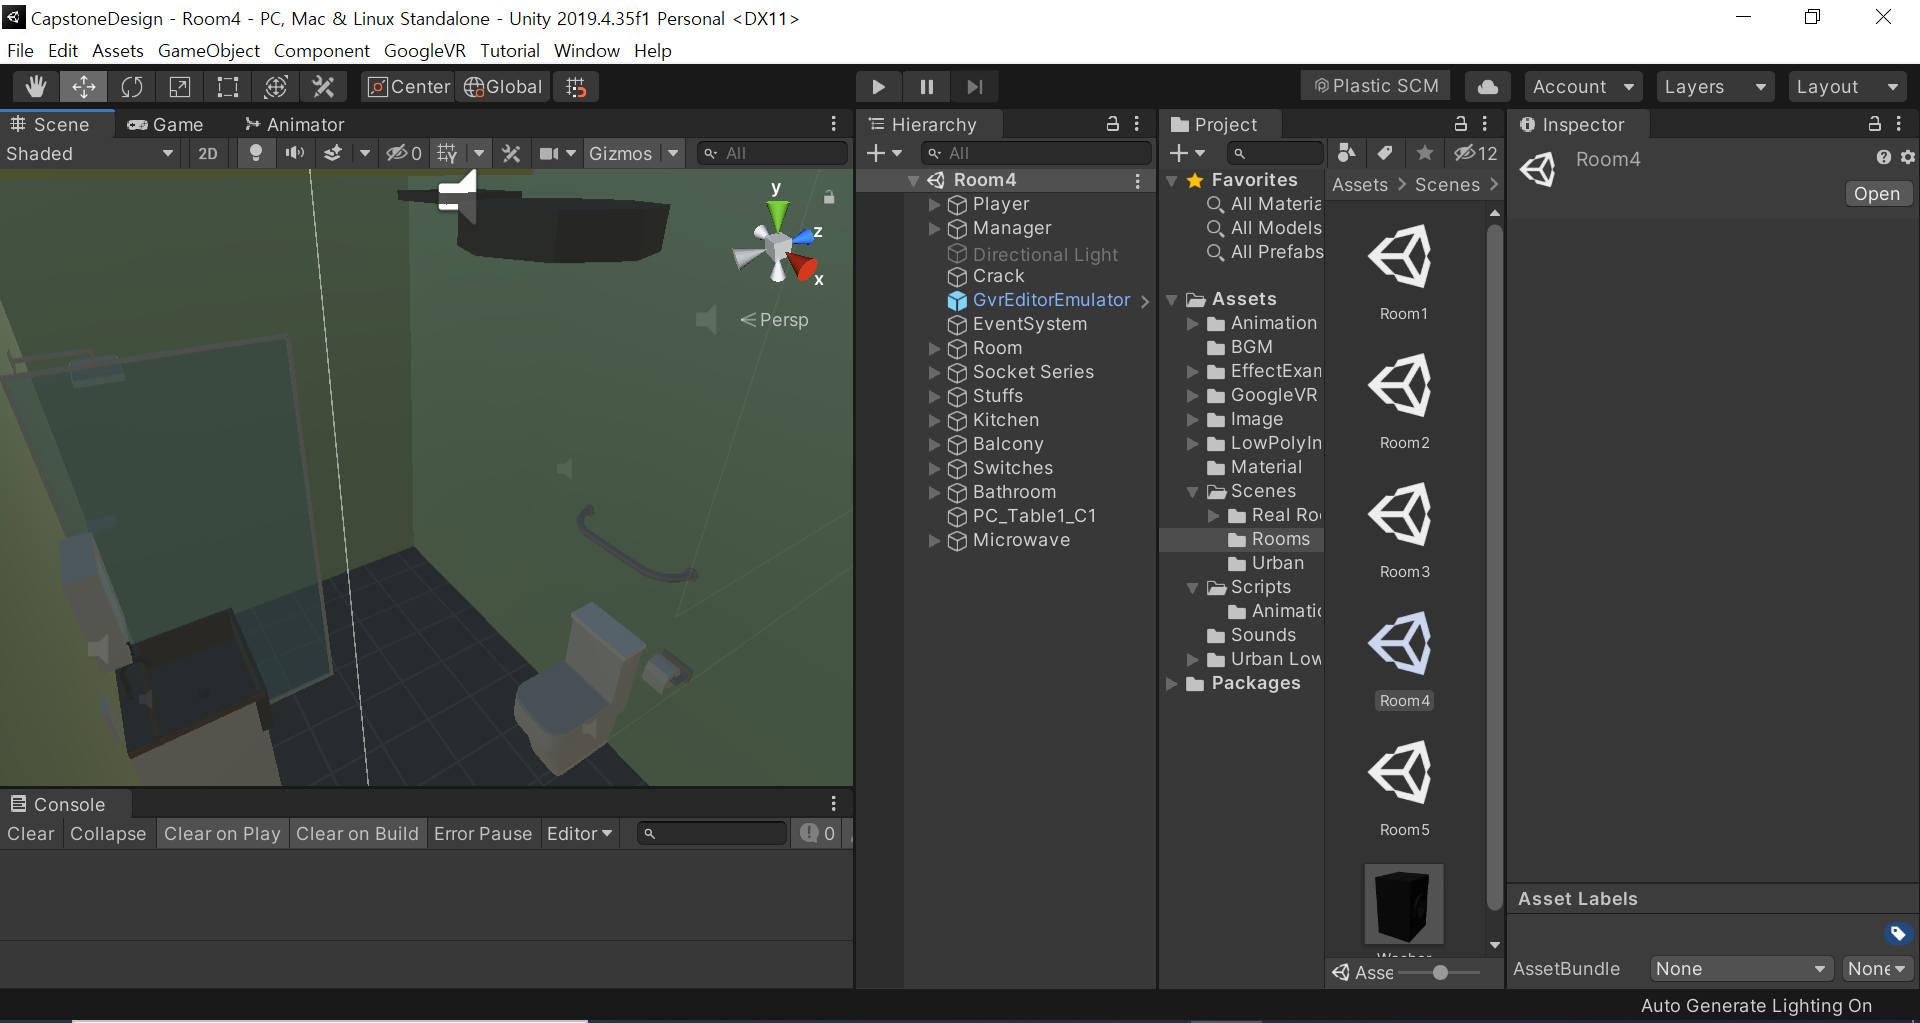 CapstoneDesign - Room4 - PC, Mac & Linux Standalone - Unity 2019.4.35f1 Personal <DX11>
File Edit Assets GameObject Component GoogleVR Tutorial Window Help
Center Global Plastic SCM Account Layers Layout
Scene Game Animator
Shaded 2D 0 Gizmos All
y
z
x
Persp
Console
Clear Collapse Clear on Play Clear on Build Error Pause Editor 0
Hierarchy
All
Room4
Player
Manager
Directional Light
Crack
GvrEditorEmulator
EventSystem
Room
Socket Series
Stuffs
Kitchen
Balcony
Switches
Bathroom
PC_Table1_C1
Microwave
Project
12
Favorites
All Materia
All Models
All Prefabs
Assets
Animation
BGM
EffectExam
GoogleVR
Image
LowPolyIn
Material
Scenes
Real Roo
Rooms
Urban
Scripts
Animatio
Sounds
Urban Low
Packages
Assets > Scenes >
Room1
Room2
Room3
Room4
Room5
Asse
Inspector
Room4
Open
Asset Labels
AssetBundle None None
Auto Generate Lighting On